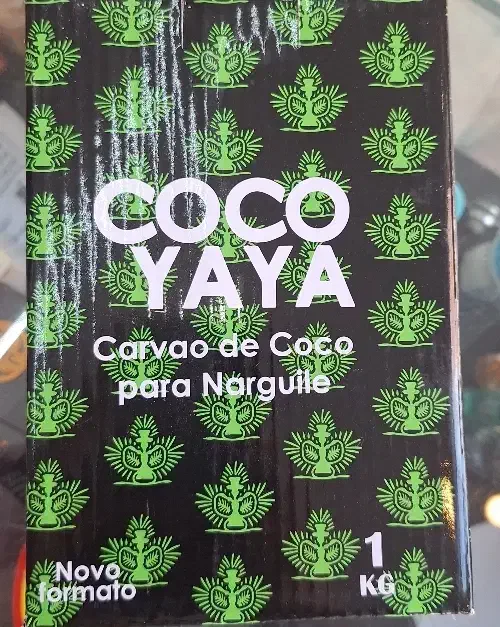 COCO
YAYA
Carvao de Coco
para Narguile
Novo
formato
1
KG